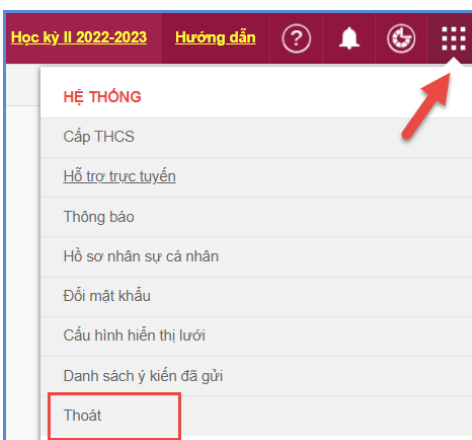 Học kỳ II 2022-2023 Hướng dẫn
HỆ THỐNG
Cấp THCS
Hỗ trợ trực tuyến
Thông báo
Hồ sơ nhân sự cá nhân
Đổi mật khẩu
Cấu hình hiển thị lưới
Danh sách ý kiến đã gửi
Thoát